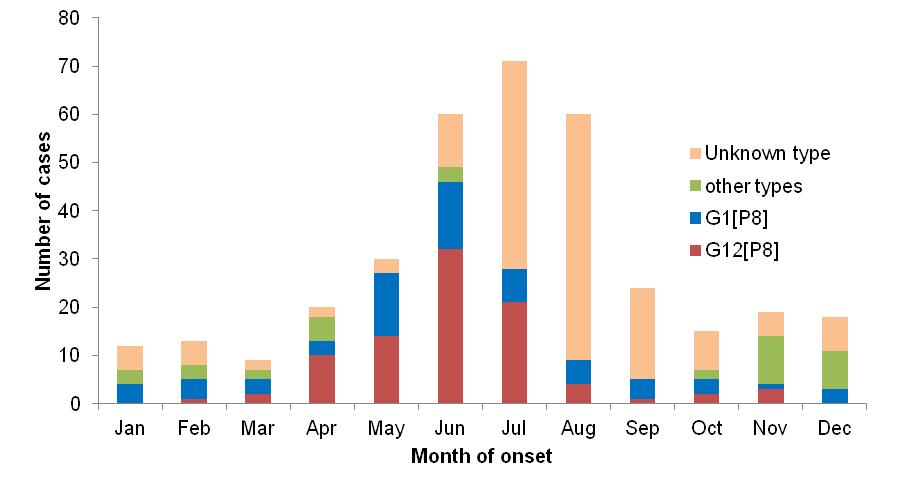 80
70
60
50
40
30
20
10
0
Number of cases
Unknown type
other types
G1[P8]
G12[P8]
Jan Feb Mar Apr May Jun Jul Aug Sep Oct Nov Dec
Month of onset